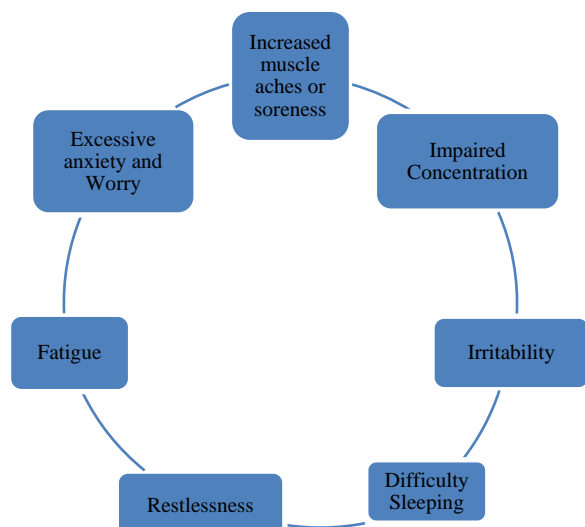 Increased
muscle
aches or
soreness
Impaired
Concentration
Irritability
Difficulty
Sleeping
Restlessness
Fatigue
Excessive
anxiety and
Worry